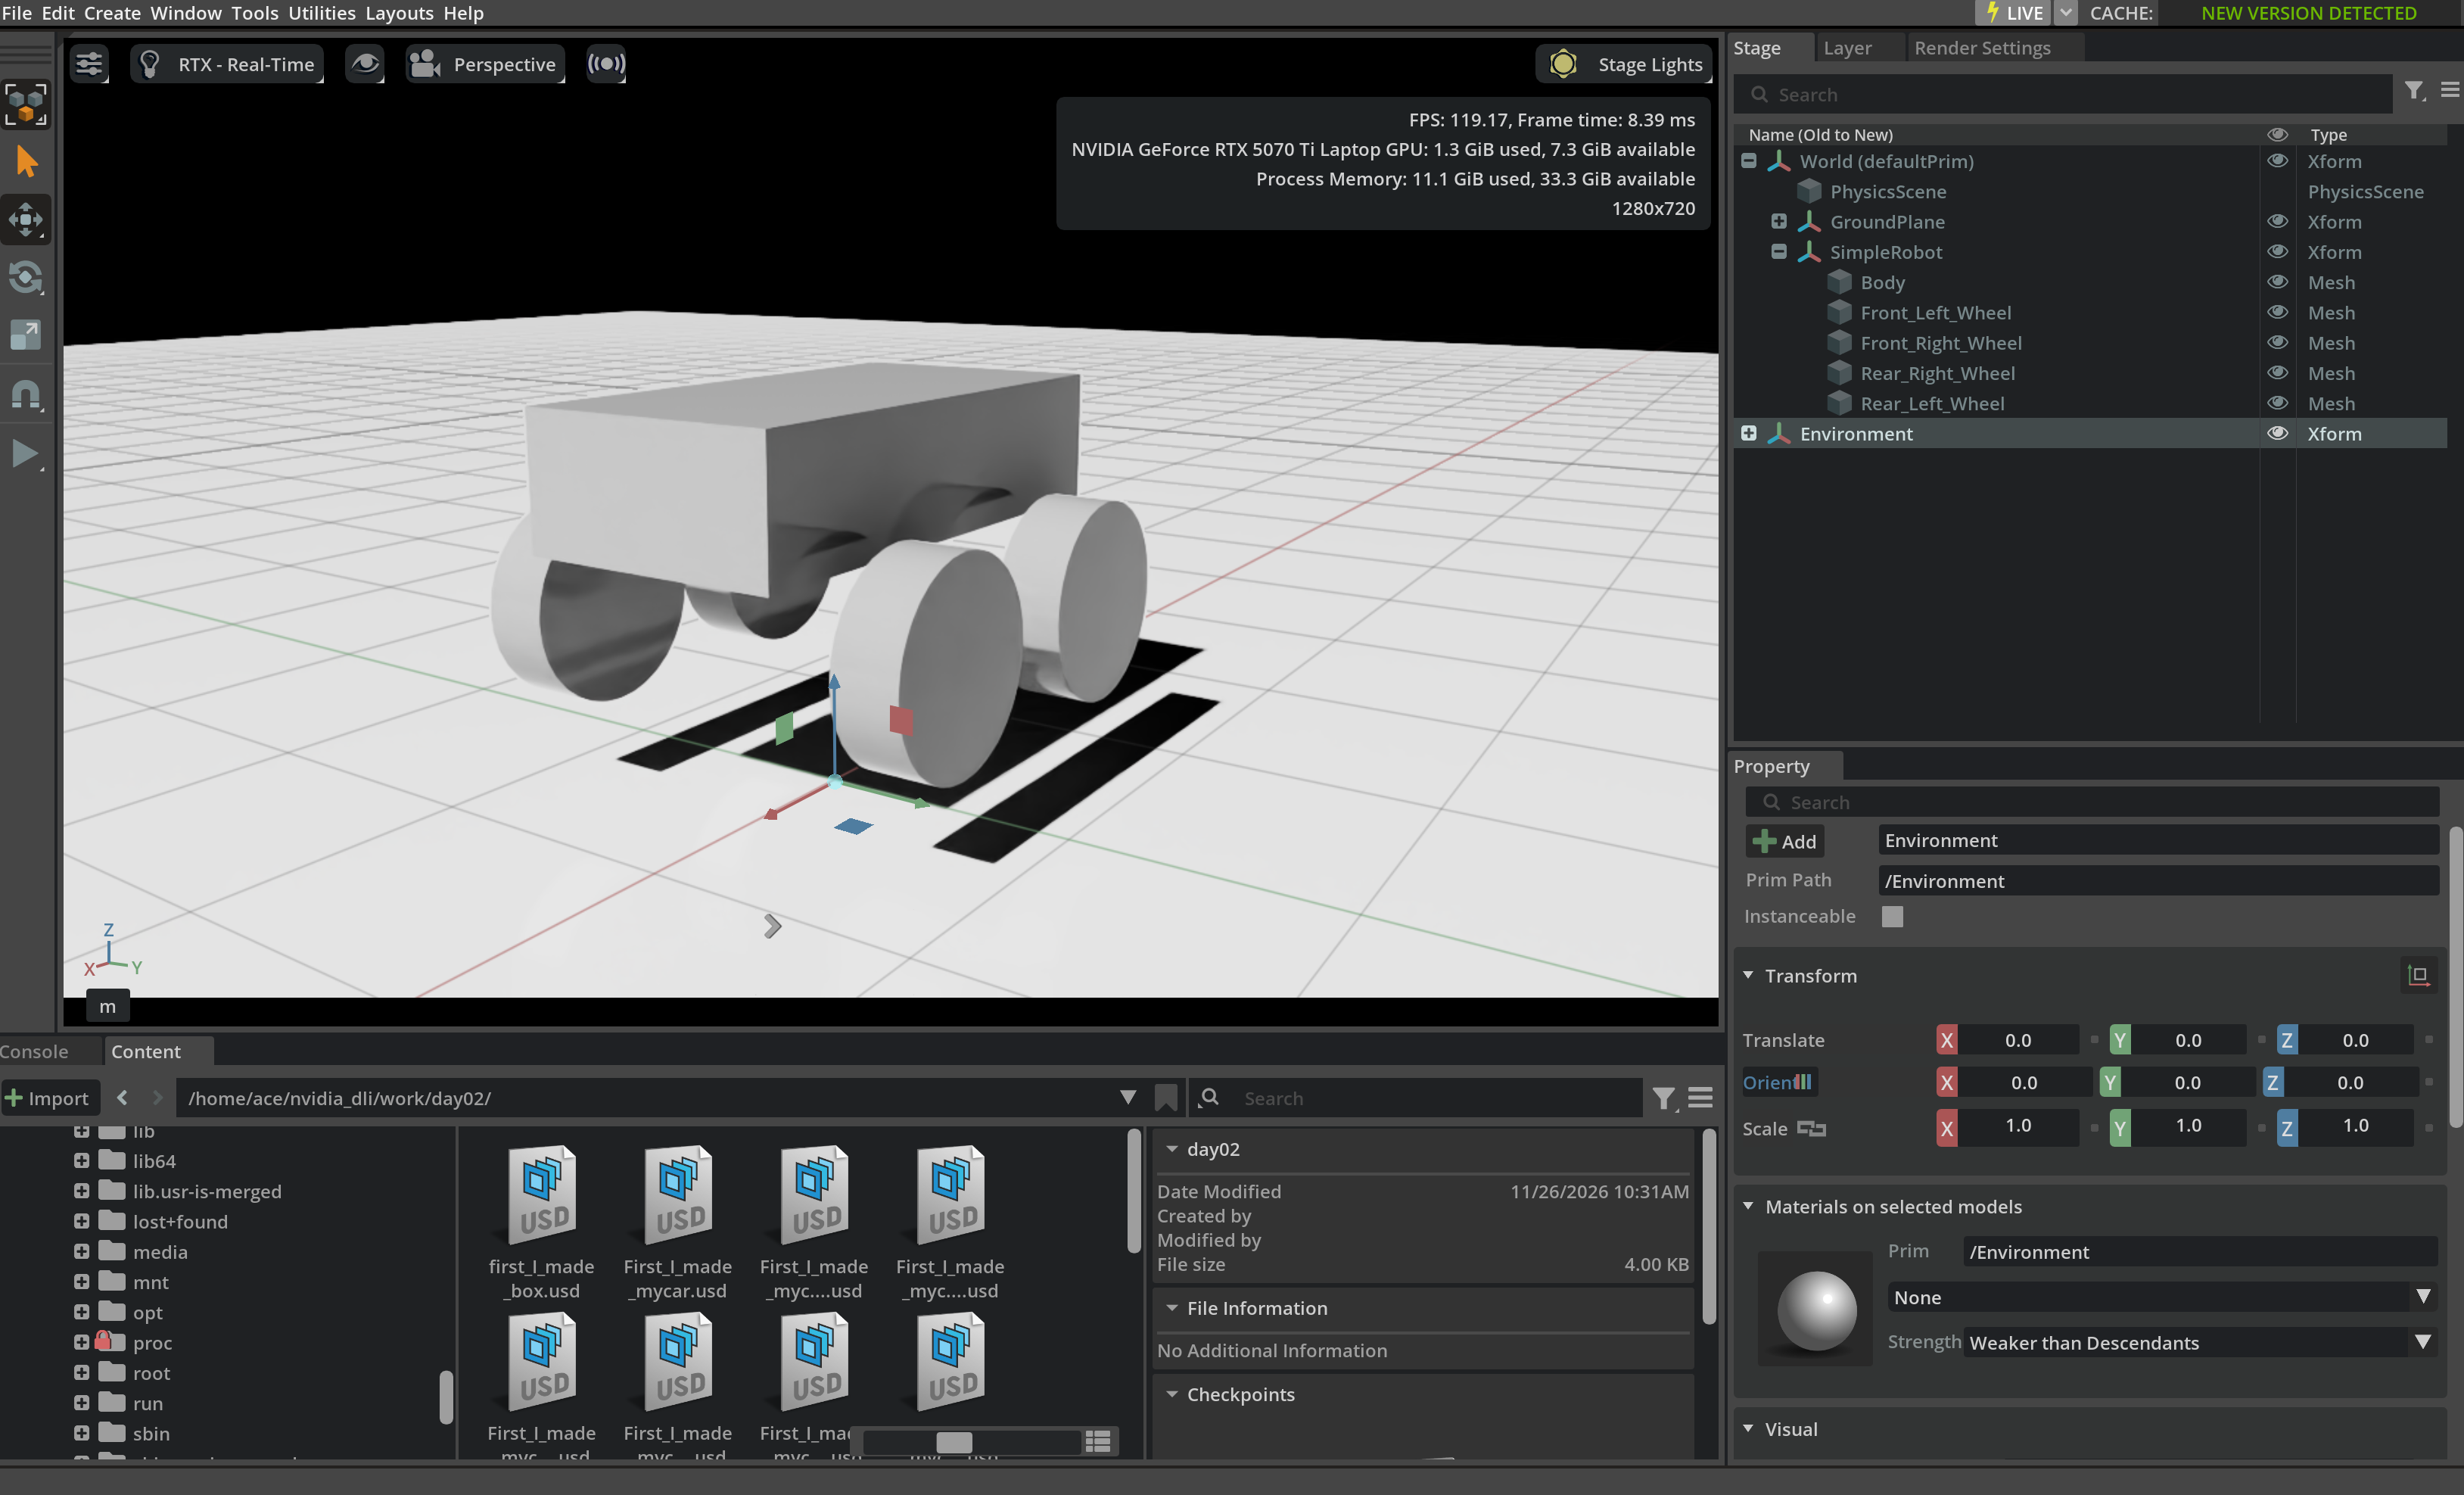 File Edit Create Window Tools Utilities Layouts Help
LIVE CACHE: NEW VERSION DETECTED
RTX - Real-Time
Perspective
Stage Lights
FPS: 119.17, Frame time: 8.39 ms
NVIDIA GeForce RTX 5070 Ti Laptop GPU: 1.3 GiB used, 7.3 GiB available
Process Memory: 11.1 GiB used, 33.3 GiB available
1280x720
Z
X
Y
m
Stage Layer Render Settings
Search
Name (Old to New) Type
World (defaultPrim) Xform
PhysicsScene PhysicsScene
GroundPlane Xform
SimpleRobot Xform
Body Mesh
Front_Left_Wheel Mesh
Front_Right_Wheel Mesh
Rear_Right_Wheel Mesh
Rear_Left_Wheel Mesh
Environment Xform
Property
Search
Add Environment
Prim Path /Environment
Instanceable
Transform
Translate X 0.0 Y 0.0 Z 0.0
Orient X 0.0 Y 0.0 Z 0.0
Scale X 1.0 Y 1.0 Z 1.0
Materials on selected models
Prim /Environment
None
Strength Weaker than Descendants
Visual
Console Content
Import /home/ace/nvidia_dli/work/day02/ Search
lib
lib64
lib.usr-is-merged
lost+found
media
mnt
opt
proc
root
run
sbin
USD USD USD USD
first_I_made First_I_made First_I_made First_I_made
_box.usd _mycar.usd _myc....usd _myc....usd
USD USD USD USD
First_I_made First_I_made First_I_mad
day02
Date Modified 11/26/2026 10:31AM
Created by
Modified by
File size 4.00 KB
File Information
No Additional Information
Checkpoints